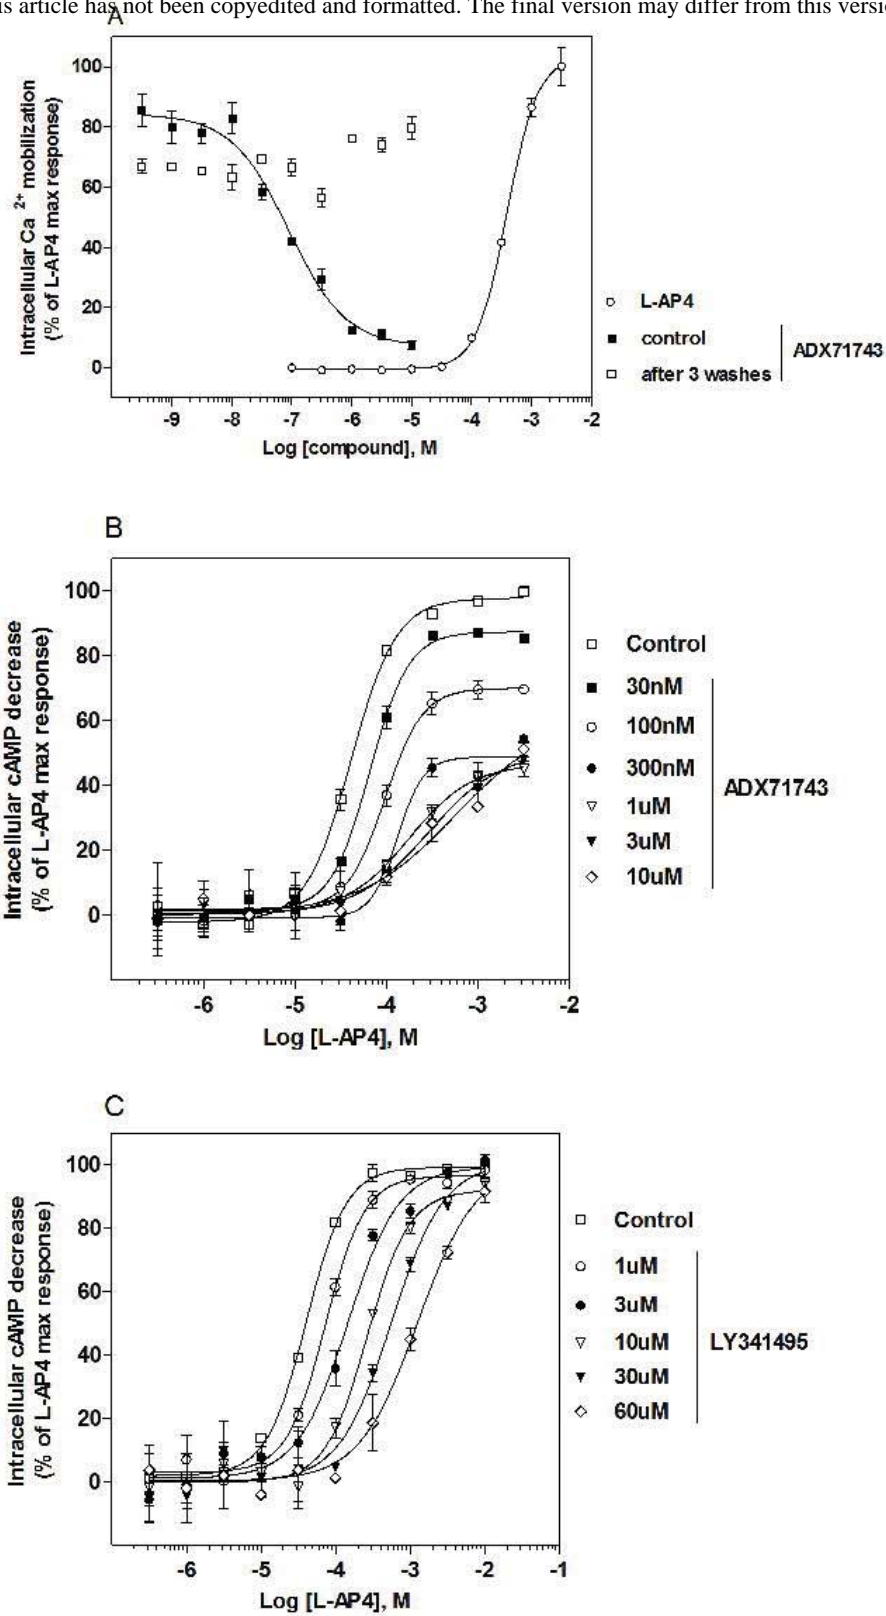 is article has not been copyedited and formatted. The final version may differ from this versio
A
Intracellular Ca 2+ mobilization
(% of L-AP4 max response)
100
80
60
40
20
0
-9 -8 -7 -6 -5 -4 -3 -2
Log [compound], M
L-AP4
control
after 3 washes
ADX71743
B
Intracellular cAMP decrease
(% of L-AP4 max response)
100
80
60
40
20
0
-6 -5 -4 -3 -2
Log [L-AP4], M
Control
30nM
100nM
300nM
1uM
3uM
10uM
ADX71743
C
Intracellular cAMP decrease
(% of L-AP4 max response)
100
80
60
40
20
0
-6 -5 -4 -3 -2 -1
Log [L-AP4], M
Control
1uM
3uM
10uM
30uM
60uM
LY341495